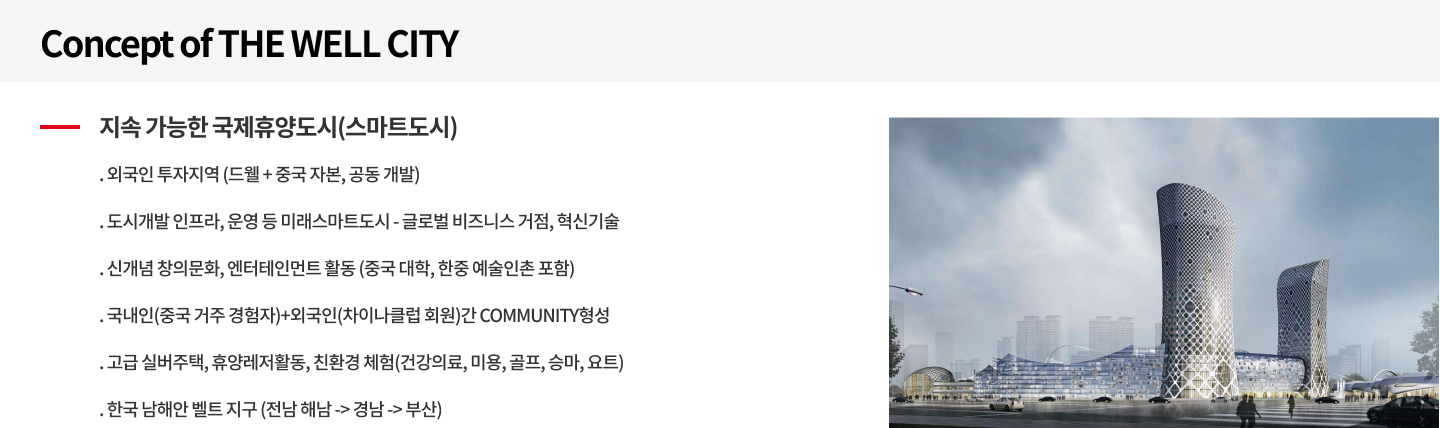 Concept of THE WELL CITY
지속 가능한 국제휴양도시(스마트도시)
. 외국인 투자지역 (드웰 + 중국 자본, 공동 개발)
. 도시개발 인프라, 운영 등 미래스마트도시 - 글로벌 비즈니스 거점, 혁신기술
. 신개념 창의문화, 엔터테인먼트 활동 (중국 대학, 한중 예술인촌 포함)
. 국내인(중국 거주 경험자)+외국인(차이나클럽 회원)간 COMMUNITY형성
. 고급 실버주택, 휴양레저활동, 친환경 체험(건강의료, 미용, 골프, 승마, 요트)
. 한국 남해안 벨트 지구 (전남 해남 -> 경남 -> 부산)